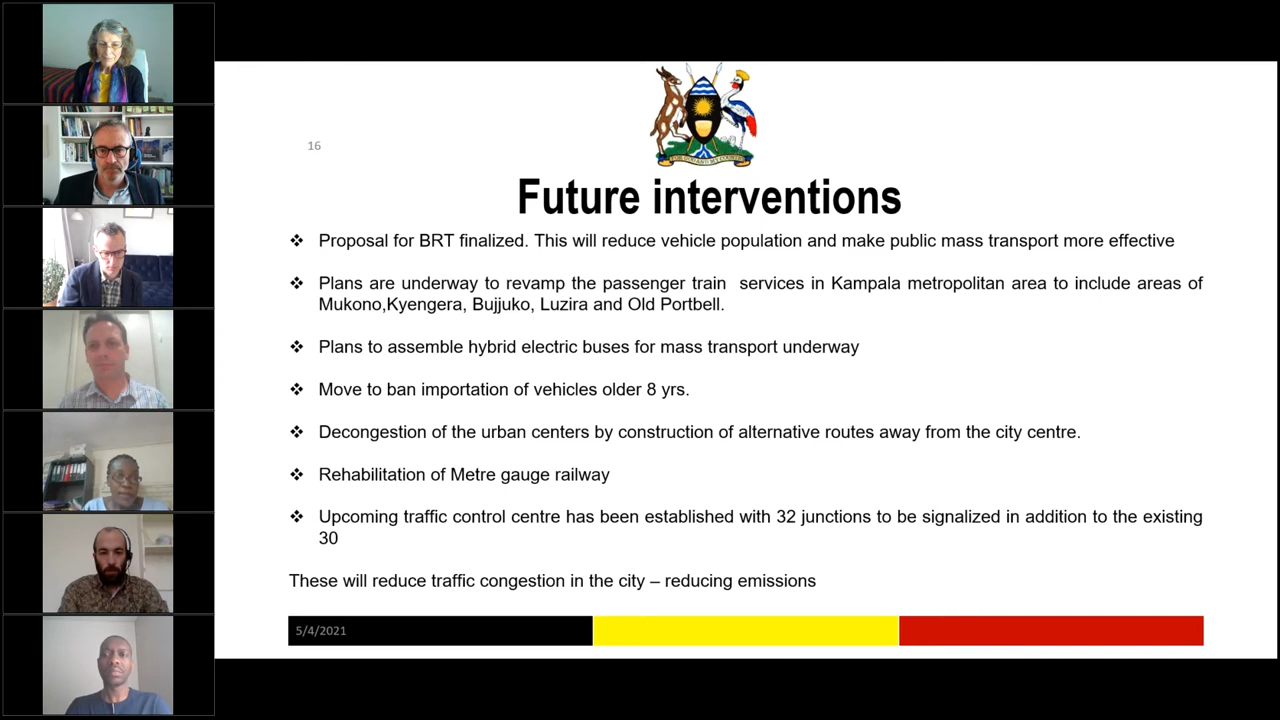 16
FOR GOD AND MY COUNTRY
Future interventions
❖ Proposal for BRT finalized. This will reduce vehicle population and make public mass transport more effective
❖ Plans are underway to revamp the passenger train services in Kampala metropolitan area to include areas of
Mukono,Kyengera, Bujjuko, Luzira and Old Portbell.
❖ Plans to assemble hybrid electric buses for mass transport underway
❖ Move to ban importation of vehicles older 8 yrs.
❖ Decongestion of the urban centers by construction of alternative routes away from the city centre.
❖ Rehabilitation of Metre gauge railway
❖ Upcoming traffic control centre has been established with 32 junctions to be signalized in addition to the existing
30
These will reduce traffic congestion in the city – reducing emissions
5/4/2021